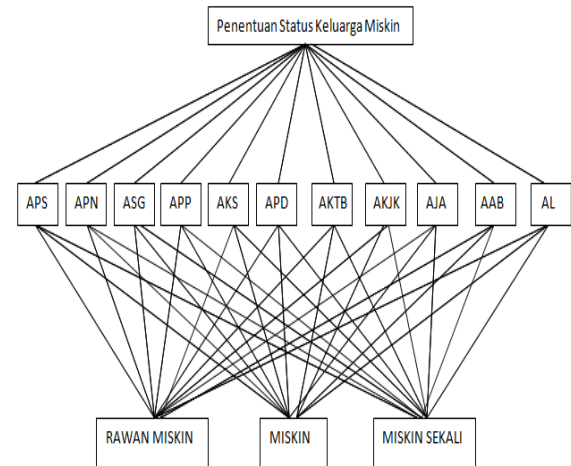 Penentuan Status Keluarga Miskin
APS APN ASG APP AKS APD AKTB AKJK AJA AAB AL
RAWAN MISKIN MISKIN MISKIN SEKALI